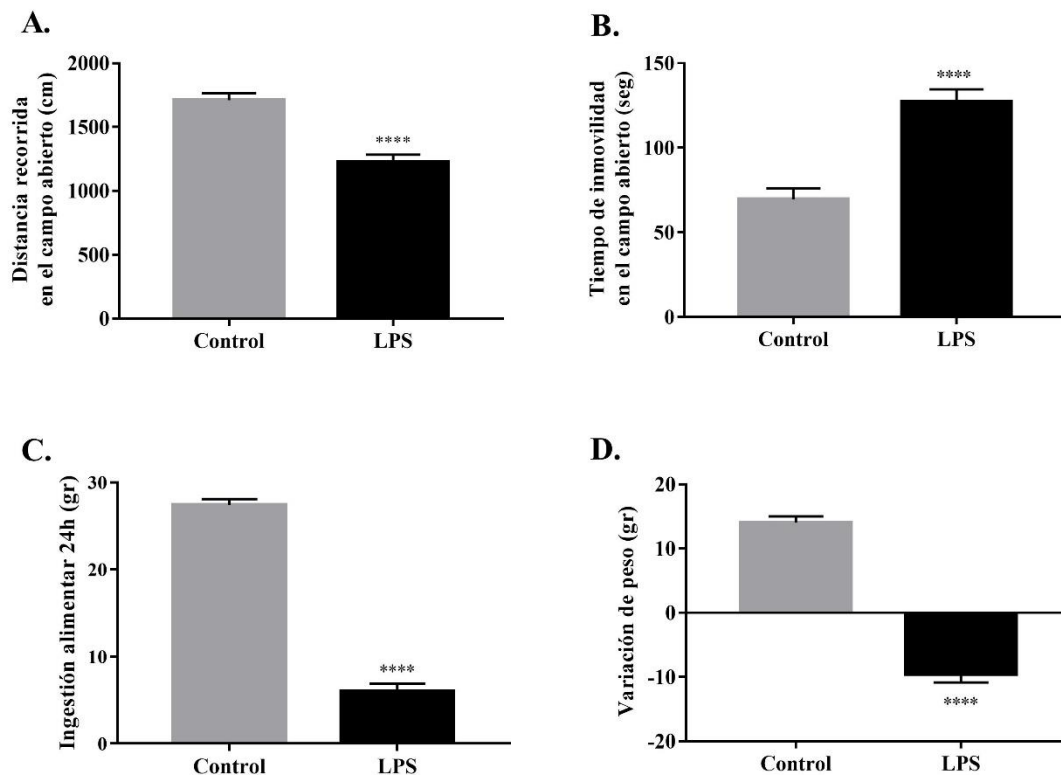 A.
Distancia recorrida
en el campo abierto (cm)
2000
1500
1000
500
0
****
Control
LPS
B.
Tiempo de inmovilidad
en el campo abierto (seg)
150
100
50
0
****
Control
LPS
C.
Ingestión alimentar 24h (gr)
30
20
10
0
****
Control
LPS
D.
Variación de peso (gr)
20
10
0
-10
-20
****
Control
LPS